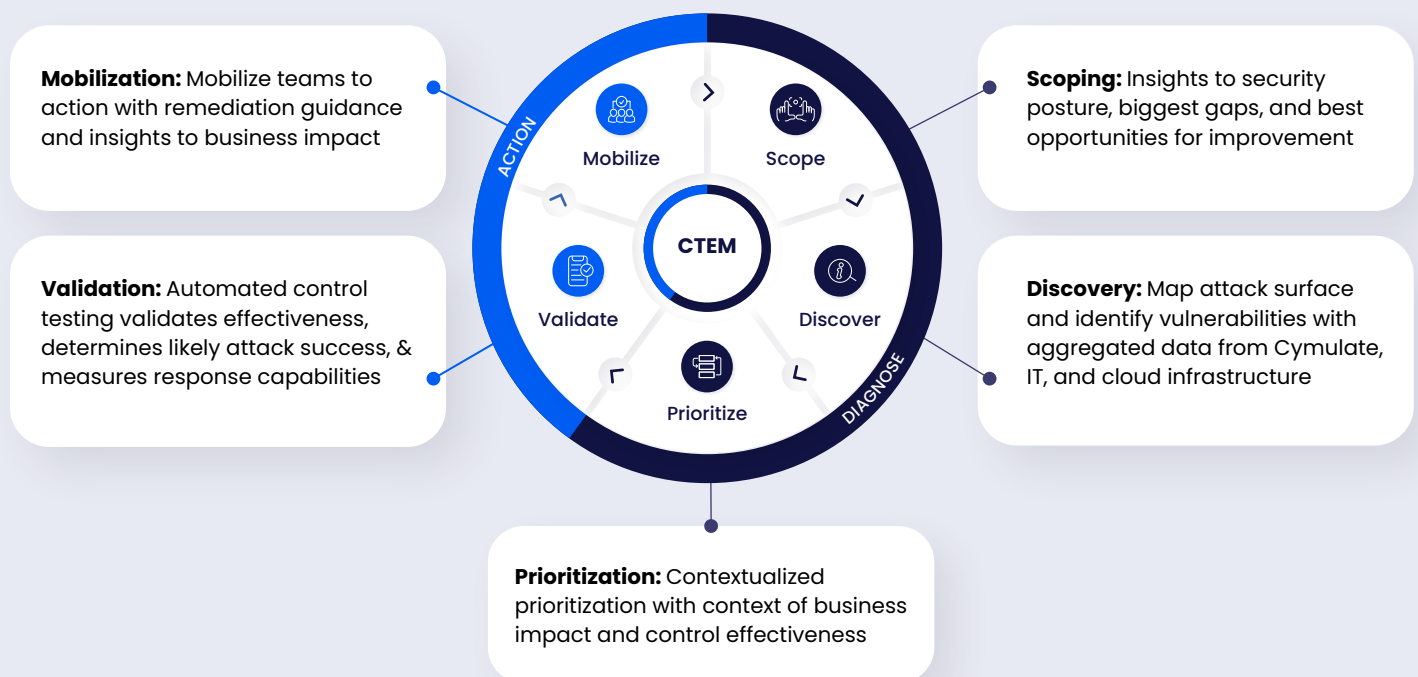 Mobilization: Mobilize teams to
action with remediation guidance
and insights to business impact
Validation: Automated control
testing validates effectiveness,
determines likely attack success, &
measures response capabilities
ACTION
Mobilize
Scope
CTEM
Validate
Discover
Prioritize
DIAGNOSE
Scoping: Insights to security
posture, biggest gaps, and best
opportunities for improvement
Discovery: Map attack surface
and identify vulnerabilities with
aggregated data from Cymulate,
IT, and cloud infrastructure
Prioritization: Contextualized
prioritization with context of business
impact and control effectiveness